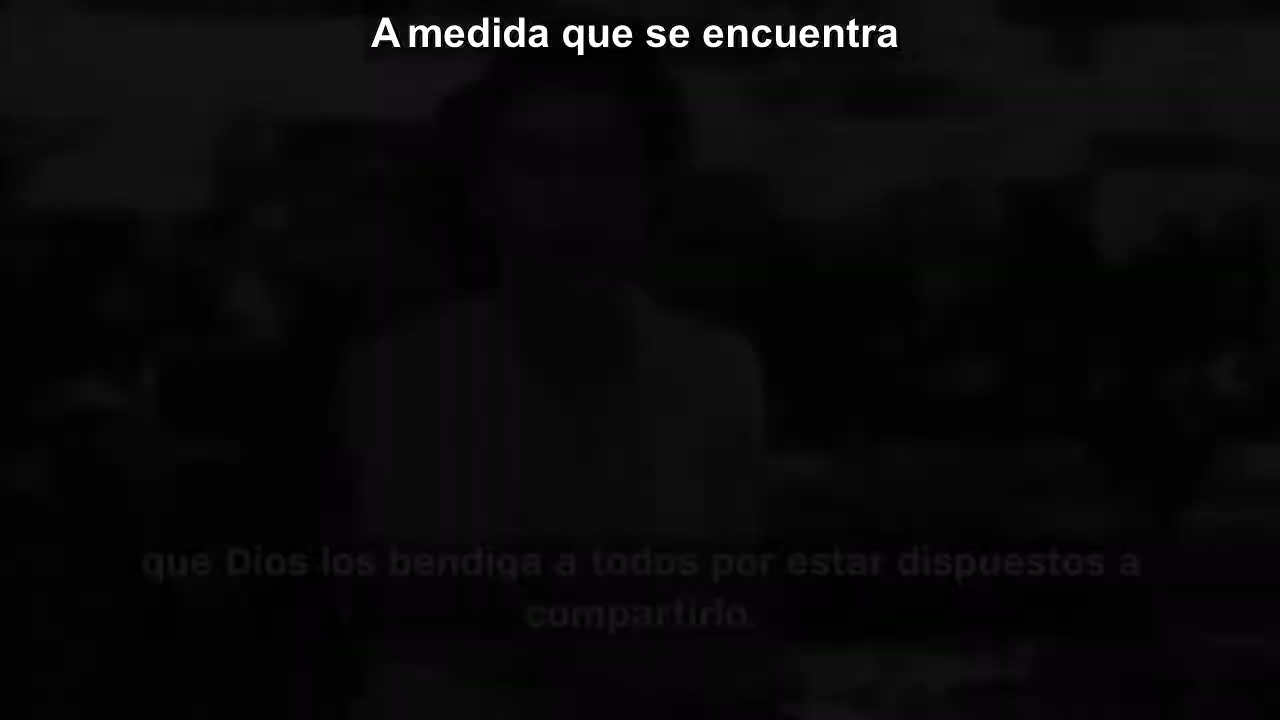 A medida que se encuentra
que Dios los bendiga a todos por estar dispuestos a
compartirlo.